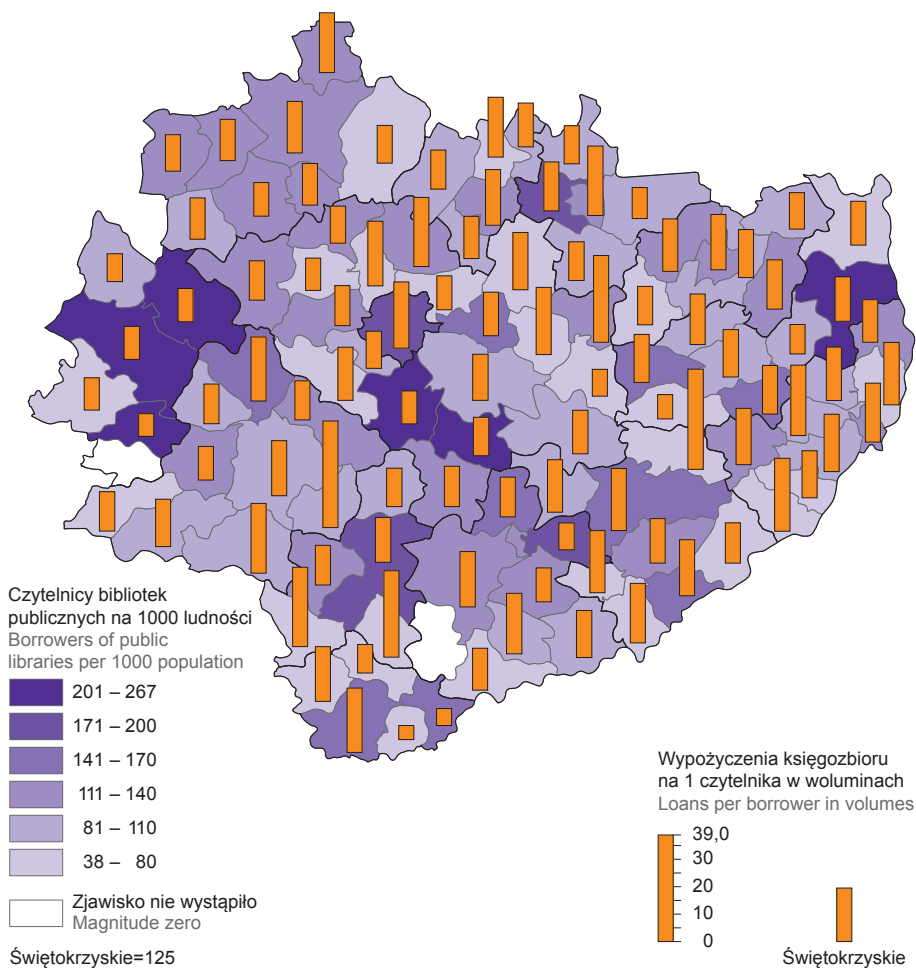 Czytelnicy bibliotek
publicznych na 1000 ludności
Borrowers of public
libraries per 1000 population
201 – 267
171 – 200
141 – 170
111 – 140
81 – 110
38 – 80
Zjawisko nie wystąpiło
Magnitude zero
Świętokrzyskie=125
Wypożyczenia księgozbioru
na 1 czytelnika w woluminach
Loans per borrower in volumes
39,0
30
20
10
0
Świętokrzyskie